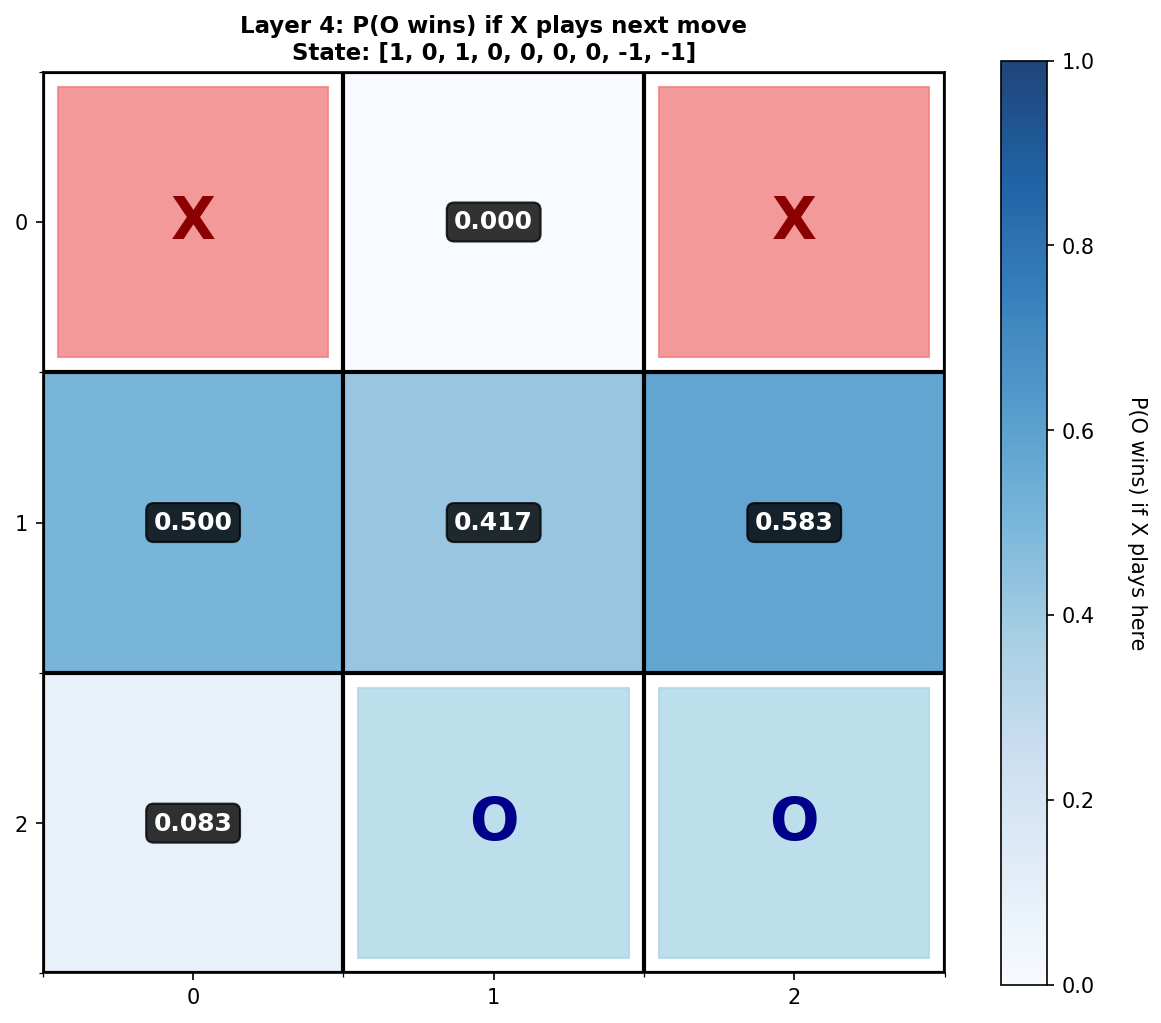 Layer 4: P(O wins) if X plays next move
State: [1, 0, 1, 0, 0, 0, 0, -1, -1]
X
0.000
X
0.500
0.417
0.583
0.083
O
O
0
1
2
0
1
2
1.0
0.8
0.6
0.4
0.2
0.0
P(O wins) if X plays here